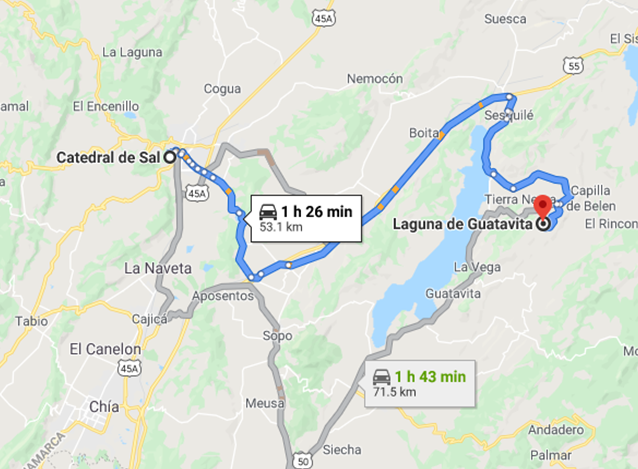 45A
Suesca
El Sis
La Laguna
55
Nemocón
Cogua
amal
El Encenillo
Sesquilé
Boita
Catedral de Sal
45A
1 h 26 min
53.1 km
Tierra Ne
Capilla
de Belen
Laguna de Guatavita
El Rincon
La Vega
La Naveta
Aposentos
Guatavita
Tabio
Cajicá
Sopo
El Canelon
45A
1 h 43 min
71.5 km
Mo
Chía
Meusa
Siecha
50
Andadero
Palmar
NAMARCA